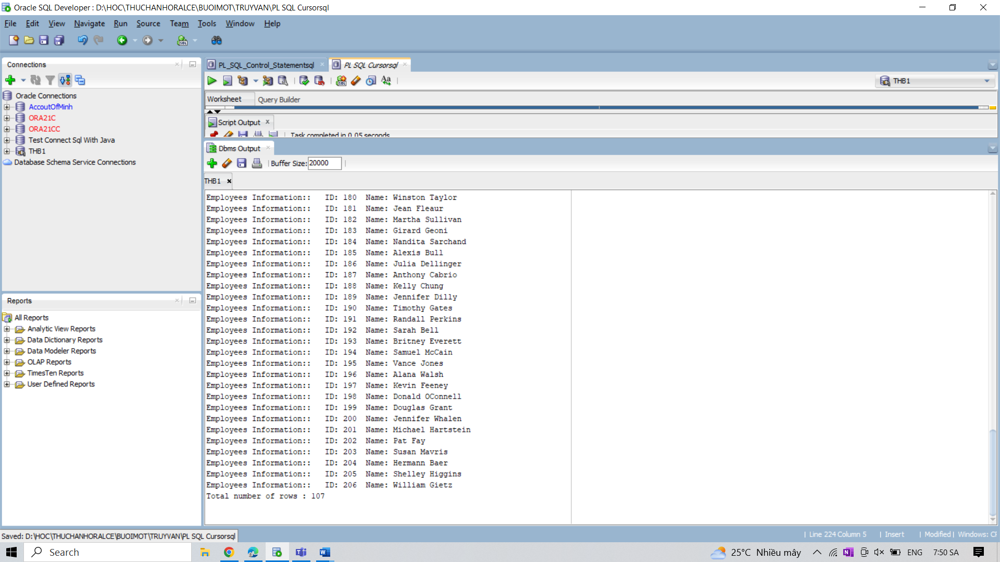 Oracle SQL Developer : D:\HOC\THUCHANHORALCE\BUOIMOT\TRUYVAN\PL SQL Cursorsql
File Edit View Navigate Run Source Team Tools Window Help
Connections
Oracle Connections
AccoutOfMinh
ORA21C
ORA21CC
Test Connect Sql With Java
THB1
Database Schema Service Connections
Reports
All Reports
Analytic View Reports
Data Dictionary Reports
Data Modeler Reports
OLAP Reports
TimesTen Reports
User Defined Reports
PL_SQL_Control_Statementsql
PL SQL Cursorsql
THB1
Worksheet Query Builder
Script Output
Task completed in 0.05 seconds
Dbms Output
Buffer Size: 20000
THB1
Employees Information:: ID: 180 Name: Winston Taylor
Employees Information:: ID: 181 Name: Jean Fleaur
Employees Information:: ID: 182 Name: Martha Sullivan
Employees Information:: ID: 183 Name: Girard Geoni
Employees Information:: ID: 184 Name: Nandita Sarchand
Employees Information:: ID: 185 Name: Alexis Bull
Employees Information:: ID: 186 Name: Julia Dellinger
Employees Information:: ID: 187 Name: Anthony Cabrio
Employees Information:: ID: 188 Name: Kelly Chung
Employees Information:: ID: 189 Name: Jennifer Dilly
Employees Information:: ID: 190 Name: Timothy Gates
Employees Information:: ID: 191 Name: Randall Perkins
Employees Information:: ID: 192 Name: Sarah Bell
Employees Information:: ID: 193 Name: Britney Everett
Employees Information:: ID: 194 Name: Samuel McCain
Employees Information:: ID: 195 Name: Vance Jones
Employees Information:: ID: 196 Name: Alana Walsh
Employees Information:: ID: 197 Name: Kevin Feeney
Employees Information:: ID: 198 Name: Donald OConnell
Employees Information:: ID: 199 Name: Douglas Grant
Employees Information:: ID: 200 Name: Jennifer Whalen
Employees Information:: ID: 201 Name: Michael Hartstein
Employees Information:: ID: 202 Name: Pat Fay
Employees Information:: ID: 203 Name: Susan Mavris
Employees Information:: ID: 204 Name: Hermann Baer
Employees Information:: ID: 205 Name: Shelley Higgins
Employees Information:: ID: 206 Name: William Gietz
Total number of rows : 107
Saved: D:\HOC\THUCHANHORALCE\BUOIMOT\TRUYVAN\PL SQL Cursorsql
| Line 224 Column 5 | Insert | Modified | Windows: CF
Search
25°C Nhiều mây
ENG 7:50 SA